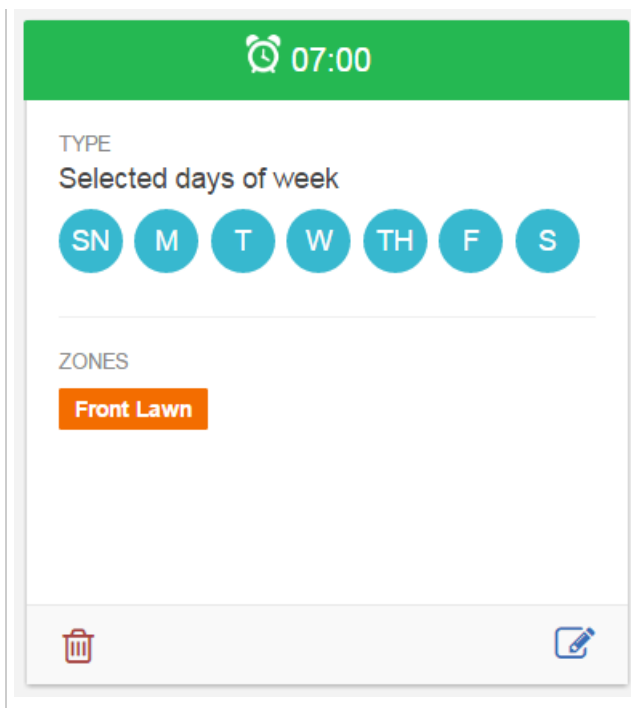 07:00
TYPE
Selected days of week
SN M T W TH F S
ZONES
Front Lawn